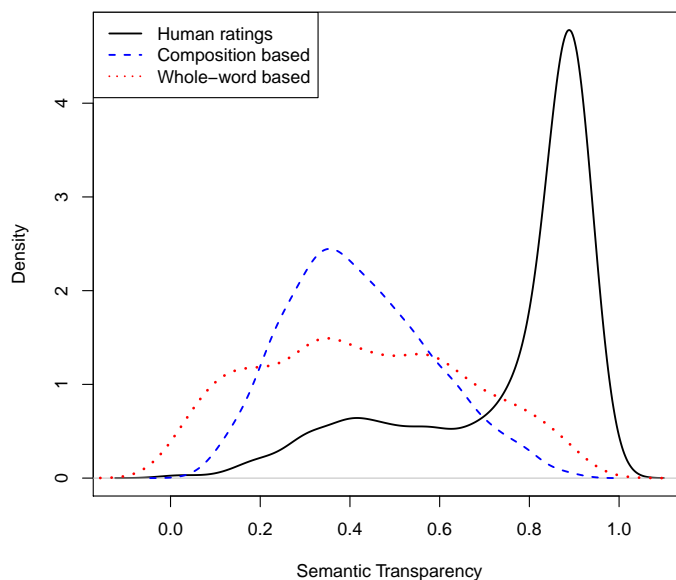 Human ratings
Composition based
Whole−word based
4
3
2
1
0
Density
0.0 0.2 0.4 0.6 0.8 1.0
Semantic Transparency